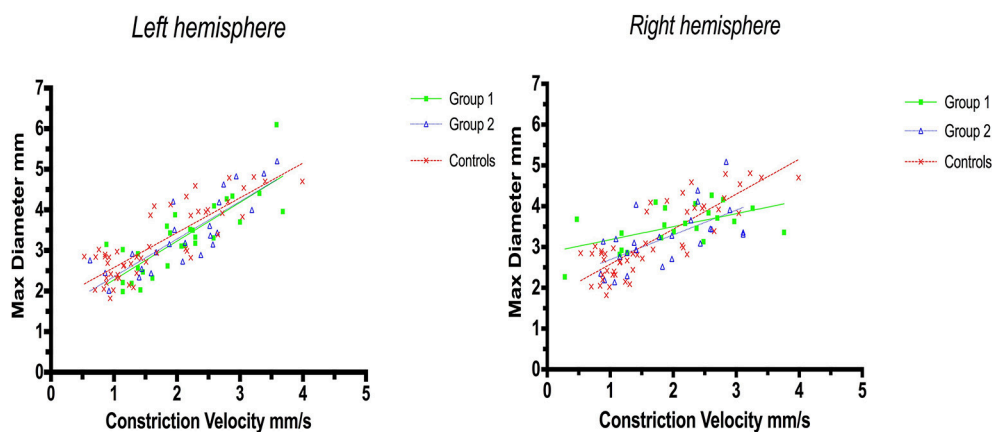 Left hemisphere
Max Diameter mm
7
6
5
4
3
2
1
0
0 1 2 3 4 5
Constriction Velocity mm/s
Group 1
Group 2
Controls
Right hemisphere
Max Diameter mm
7
6
5
4
3
2
1
0
0 1 2 3 4 5
Constriction Velocity mm/s
Group 1
Group 2
Controls